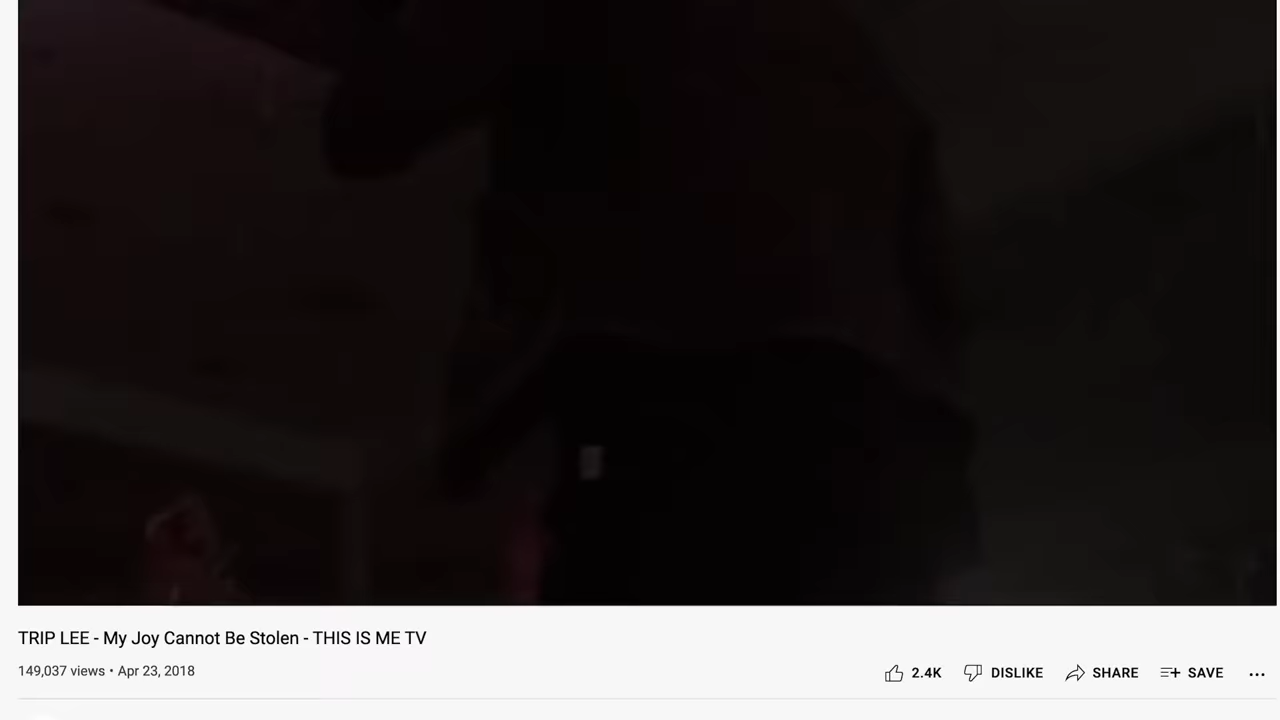 TRIP LEE - My Joy Cannot Be Stolen - THIS IS ME TV
149,037 views • Apr 23, 2018
2.4K DISLIKE SHARE SAVE